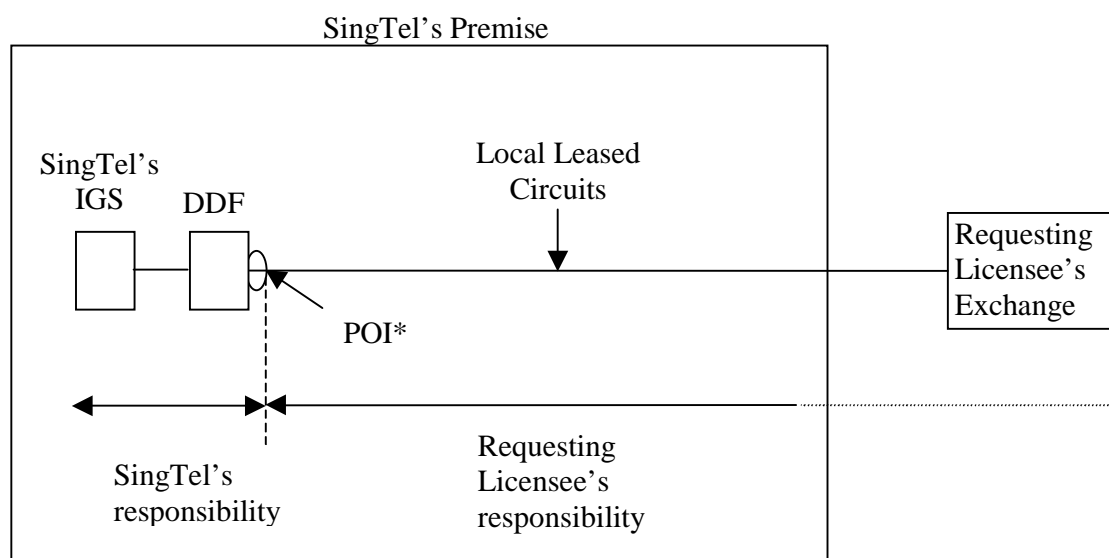 SingTel’s Premise
SingTel’s
IGS
DDF
Local Leased
Circuits
Requesting
Licensee’s
Exchange
POI*
SingTel’s
responsibility
Requesting
Licensee’s
responsibility